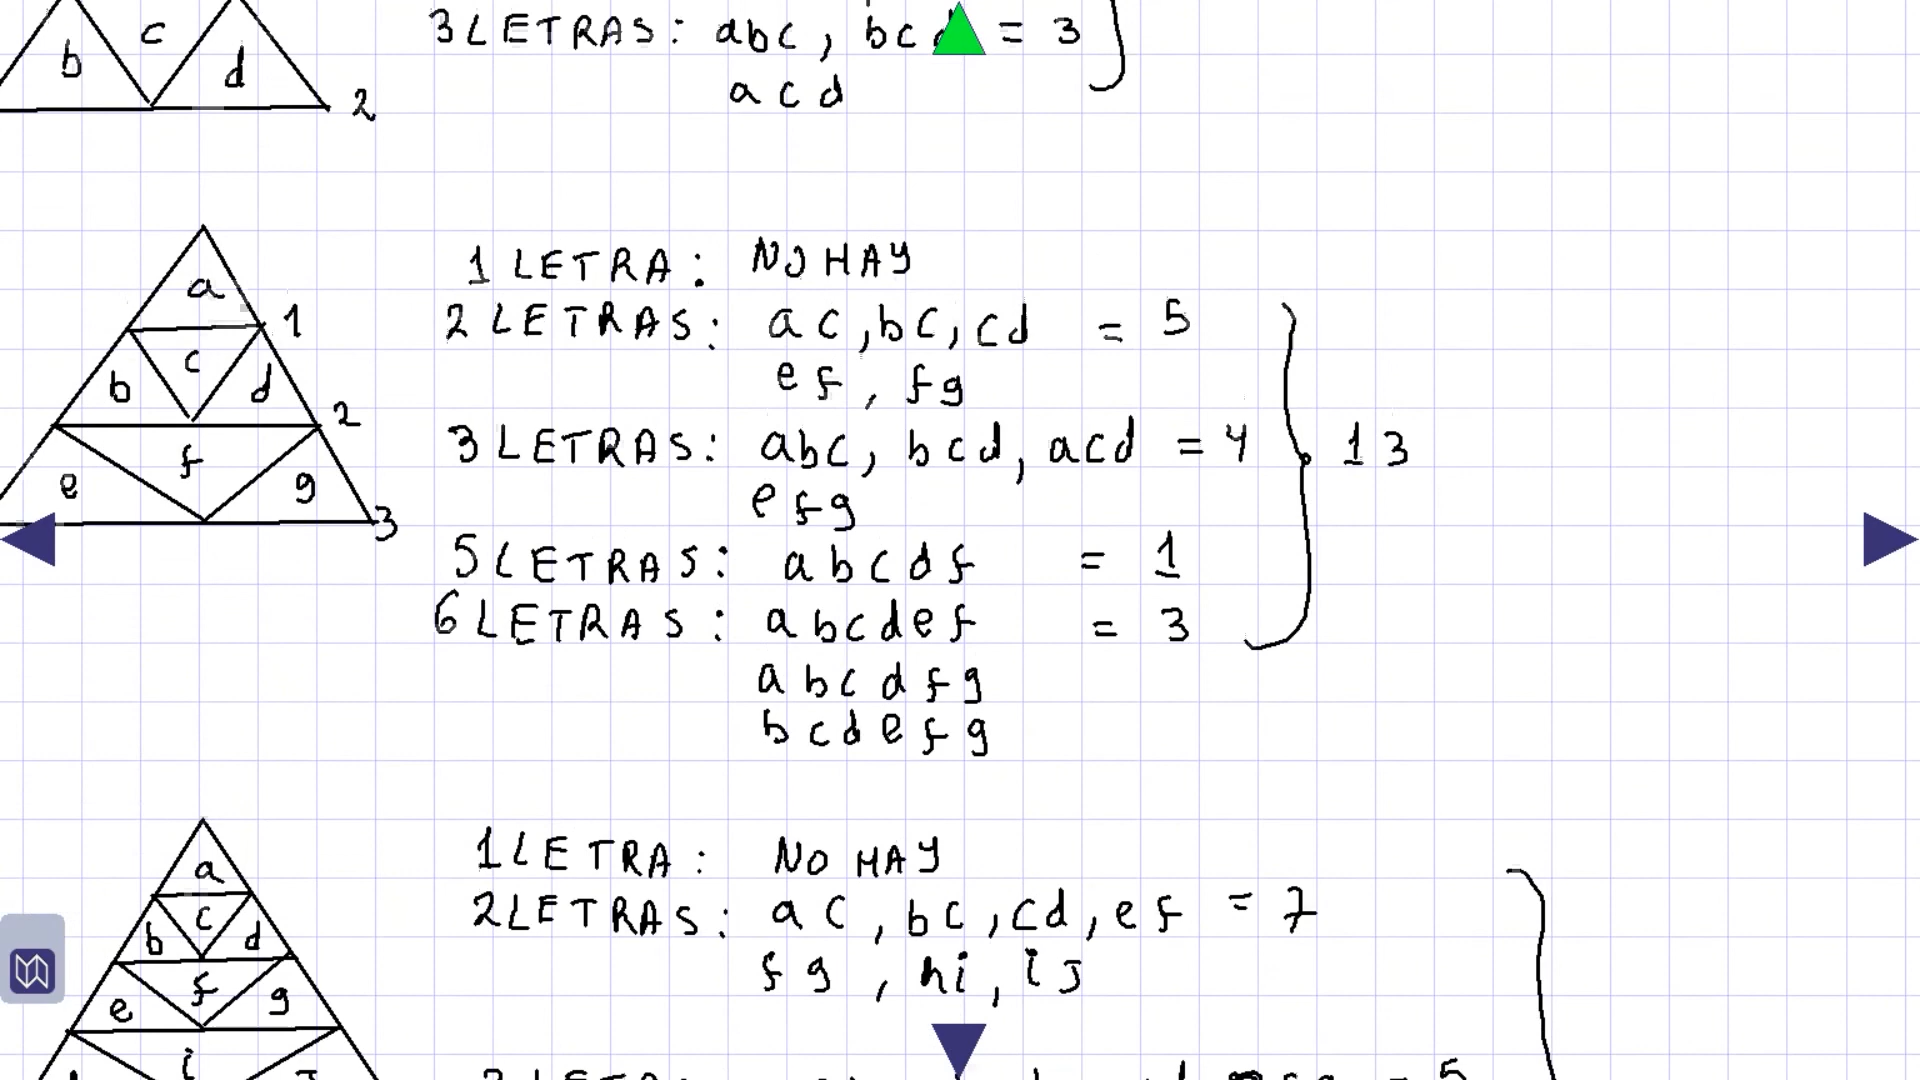 3 LETRAS: abc, bcd = 3
acd
b c d 2
1 LETRA: NO HAY
2 LETRAS: ac, bc, cd = 5
ef, fg
3 LETRAS: abc, bcd, acd = 4
efg
5 LETRAS: abcdf = 1
6 LETRAS: abcdef = 3
abcdfg
bcdefg
13
a 1
b c d 2
e f g 3
1 LETRA: NO HAY
2 LETRAS: ac, bc, cd, ef = 7
fg, hi, ij
a
b c d
e f g
i